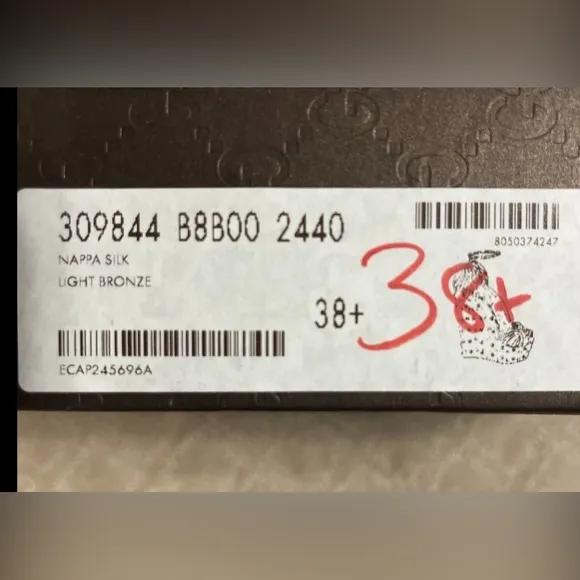 309844 B8B00 2440
NAPPA SILK
LIGHT BRONZE
8050374247
38+
38+
ECAP245696A